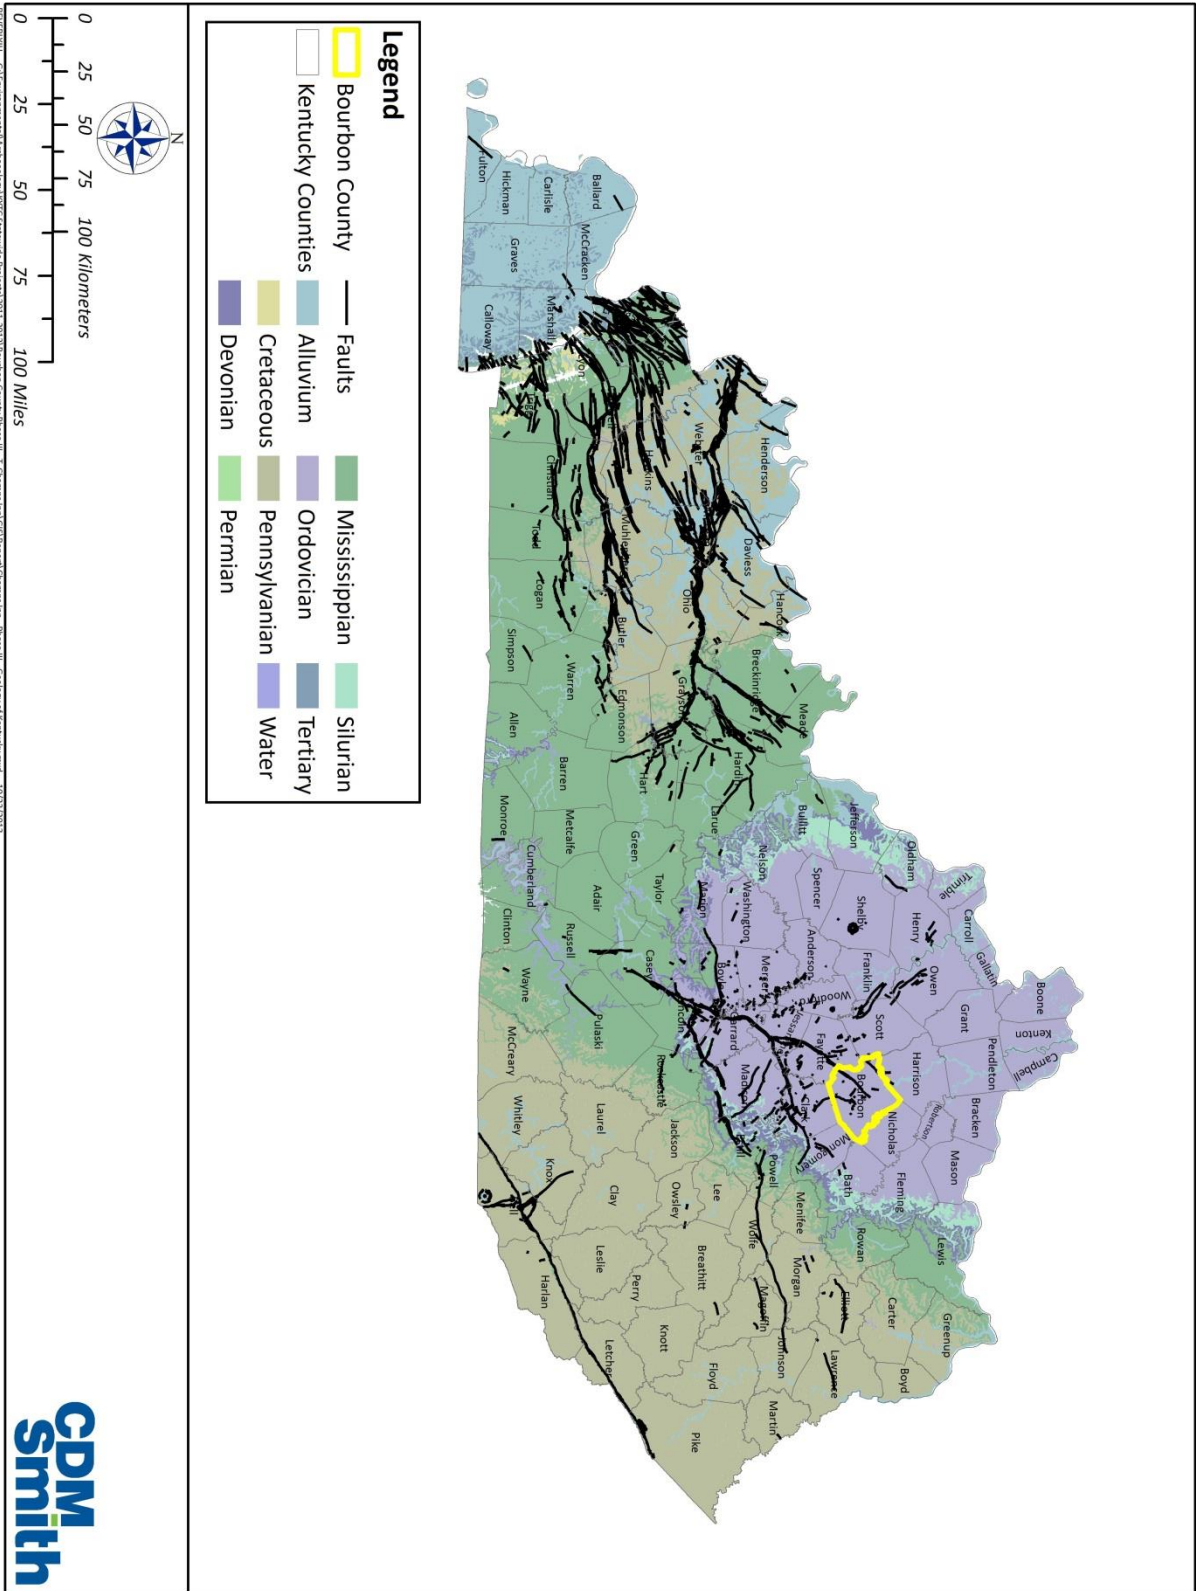 Legend
Bourbon County
Kentucky Counties
Faults
Alluvium
Cretaceous
Devonian
Mississippian
Ordovician
Pennsylvanian
Permian
Silurian
Tertiary
Water
Boone
Kenton
Campbell
Gallatin
Carroll
Trimble
Grant
Pendleton
Bracken
Mason
Owen
Henry
Oldham
Harrison
Robertson
Fleming
Lewis
Greenup
Jefferson
Shelby
Franklin
Scott
Bourbon
Nicholas
Bath
Rowan
Carter
Boyd
Spencer
Anderson
Woodford
Fayette
Clark
Montgomery
Menifee
Morgan
Elliott
Lawrence
Bullitt
Nelson
Washington
Mercer
Madison
Powell
Wolfe
Magoffin
Johnson
Martin
Meade
Breckinridge
Hancock
Daviess
Henderson
Webster
Hardin
Larue
Marion
Boyle
Garrard
Lee
Breathitt
Floyd
Pike
Ohio
Grayson
Hart
Green
Taylor
Casey
Lincoln
Rockcastle
Jackson
Owsley
Perry
Knott
Hopkins
Muhlenberg
Butler
Edmonson
Barren
Metcalfe
Adair
Russell
Pulaski
Laurel
Clay
Leslie
Letcher
Ballard
McCracken
Carlisle
Graves
Marshall
Hickman
Fulton
Calloway
Christian
Todd
Logan
Simpson
Warren
Allen
Monroe
Cumberland
Clinton
Wayne
McCreary
Whitley
Knox
Harlan
N
0 25 50 75 100 Kilometers
0 25 50 75 100 Miles
CDM
Smith